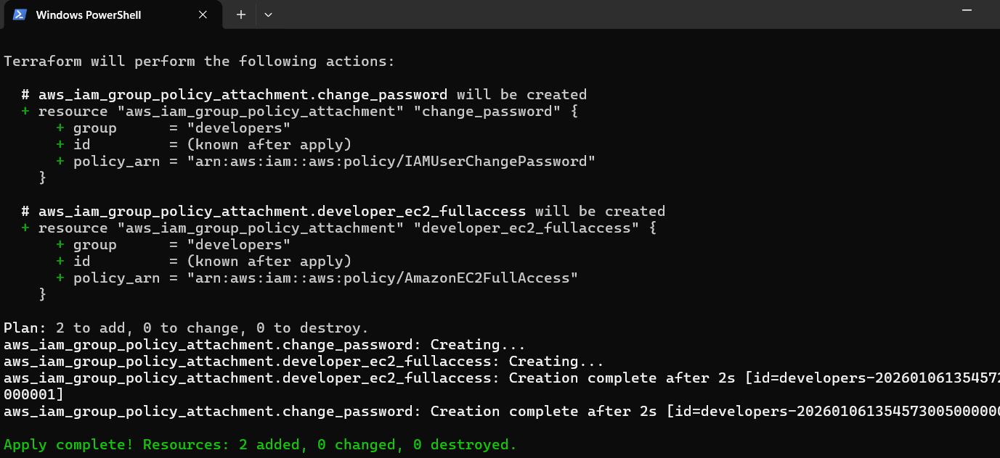 Windows PowerShell
Terraform will perform the following actions:
# aws_iam_group_policy_attachment.change_password will be created
+ resource "aws_iam_group_policy_attachment" "change_password" {
+ group = "developers"
+ id = (known after apply)
+ policy_arn = "arn:aws:iam::aws:policy/IAMUserChangePassword"
}
# aws_iam_group_policy_attachment.developer_ec2_fullaccess will be created
+ resource "aws_iam_group_policy_attachment" "developer_ec2_fullaccess" {
+ group = "developers"
+ id = (known after apply)
+ policy_arn = "arn:aws:iam::aws:policy/AmazonEC2FullAccess"
}
Plan: 2 to add, 0 to change, 0 to destroy.
aws_iam_group_policy_attachment.change_password: Creating...
aws_iam_group_policy_attachment.developer_ec2_fullaccess: Creating...
aws_iam_group_policy_attachment.developer_ec2_fullaccess: Creation complete after 2s [id=developers-202601061354572
000001]
aws_iam_group_policy_attachment.change_password: Creation complete after 2s [id=developers-20260106135457300500000
Apply complete! Resources: 2 added, 0 changed, 0 destroyed.